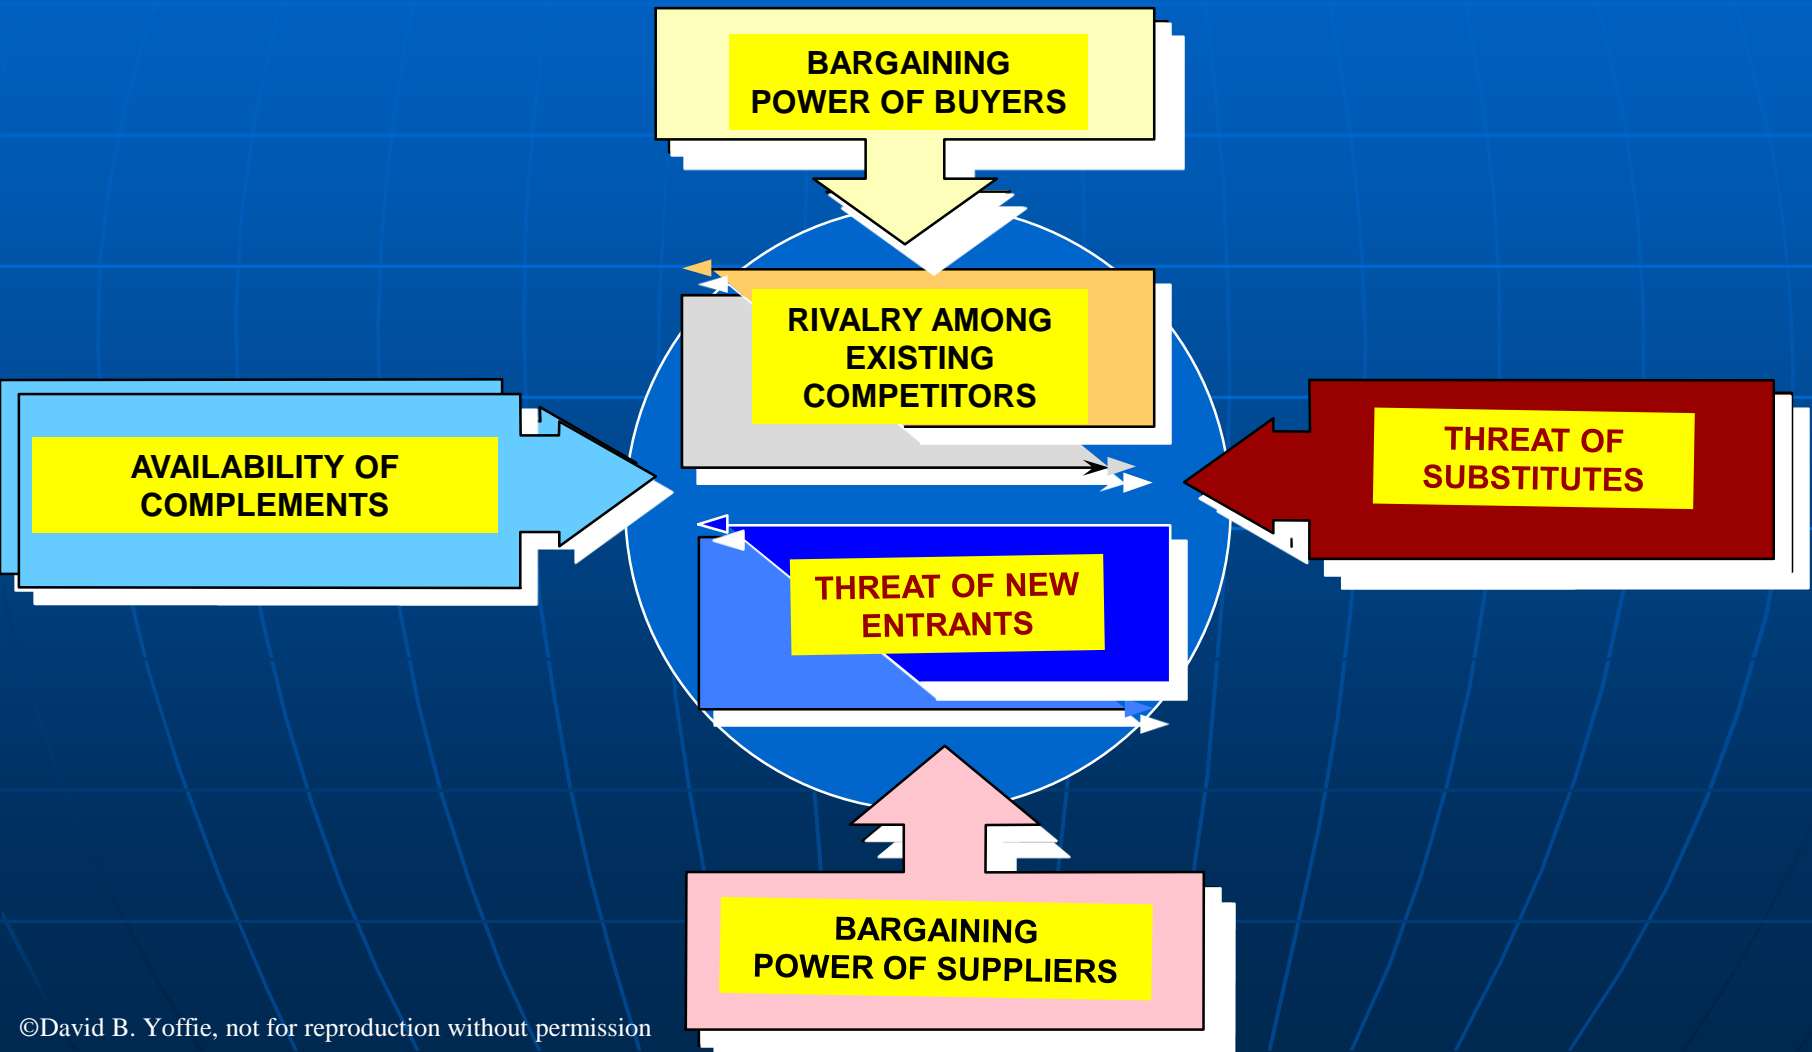 BARGAINING
POWER OF BUYERS
RIVALRY AMONG
EXISTING
COMPETITORS
AVAILABILITY OF
COMPLEMENTS
THREAT OF
SUBSTITUTES
THREAT OF NEW
ENTRANTS
BARGAINING
POWER OF SUPPLIERS
©David B. Yoffie, not for reproduction without permission